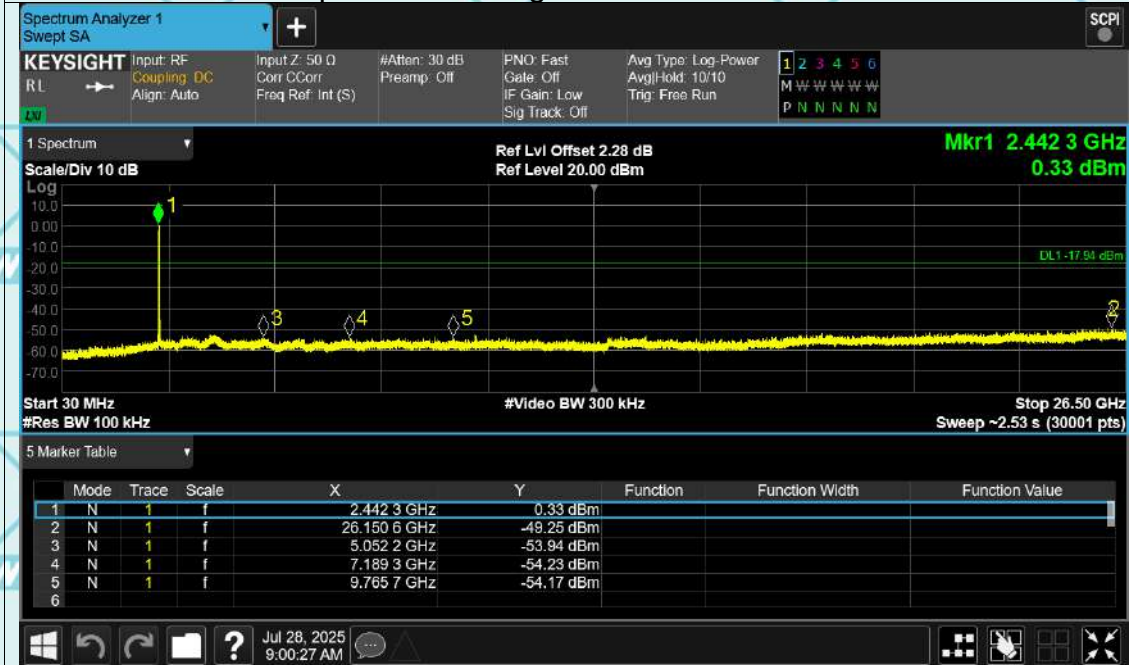 Spectrum Analyzer 1
Swept SA
+
SCPI
KEYSIGHT Input: RF Input Z: 50 Ω #Atten: 30 dB PNO: Fast Avg Type: Log-Power 1 2 3 4 5 6
RL Coupling: DC Corr CCorr Preamp: Off Gate: Off Avg|Hold: 10/10 M W W W W W
Align: Auto Freq Ref: Int (S) IF Gain: Low Trig: Free Run P N N N N N
LXI Sig Track: Off
1 Spectrum Ref Lvl Offset 2.28 dB Mkr1 2.442 3 GHz
Scale/Div 10 dB Ref Level 20.00 dBm 0.33 dBm
Log
10.0
1
0.00
-10.0
DL1 -17.94 dBm
-20.0
-30.0
-40.0
3 4 5 2
-50.0
-60.0
-70.0
Start 30 MHz #Video BW 300 kHz Stop 26.50 GHz
#Res BW 100 kHz Sweep ~2.53 s (30001 pts)
5 Marker Table
Mode Trace Scale X Y Function Function Width Function Value
1 N 1 f 2.442 3 GHz 0.33 dBm
2 N 1 f 26.150 6 GHz -49.25 dBm
3 N 1 f 5.052 2 GHz -53.94 dBm
4 N 1 f 7.189 3 GHz -54.23 dBm
5 N 1 f 9.765 7 GHz -54.17 dBm
6
? Jul 28, 2025
9:00:27 AM